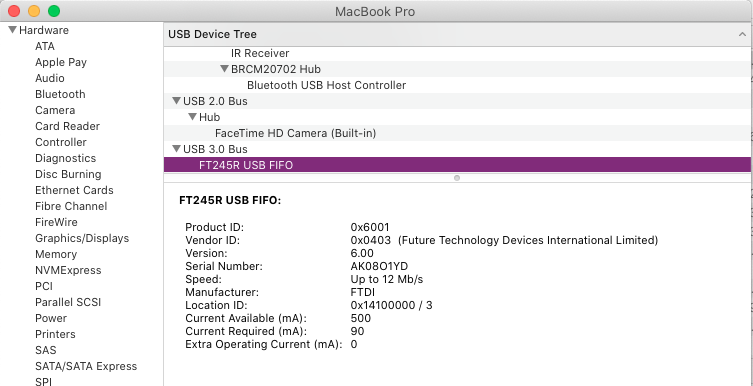 MacBook Pro
Hardware
ATA
Apple Pay
Audio
Bluetooth
Camera
Card Reader
Controller
Diagnostics
Disc Burning
Ethernet Cards
Fibre Channel
FireWire
Graphics/Displays
Memory
NVMExpress
PCI
Parallel SCSI
Power
Printers
SAS
SATA/SATA Express
SPI
USB Device Tree
IR Receiver
BRCM20702 Hub
Bluetooth USB Host Controller
USB 2.0 Bus
Hub
FaceTime HD Camera (Built-in)
USB 3.0 Bus
FT245R USB FIFO
FT245R USB FIFO:
Product ID: 0x6001
Vendor ID: 0x0403 (Future Technology Devices International Limited)
Version: 6.00
Serial Number: AK08O1YD
Speed: Up to 12 Mb/s
Manufacturer: FTDI
Location ID: 0x14100000 / 3
Current Available (mA): 500
Current Required (mA): 90
Extra Operating Current (mA): 0